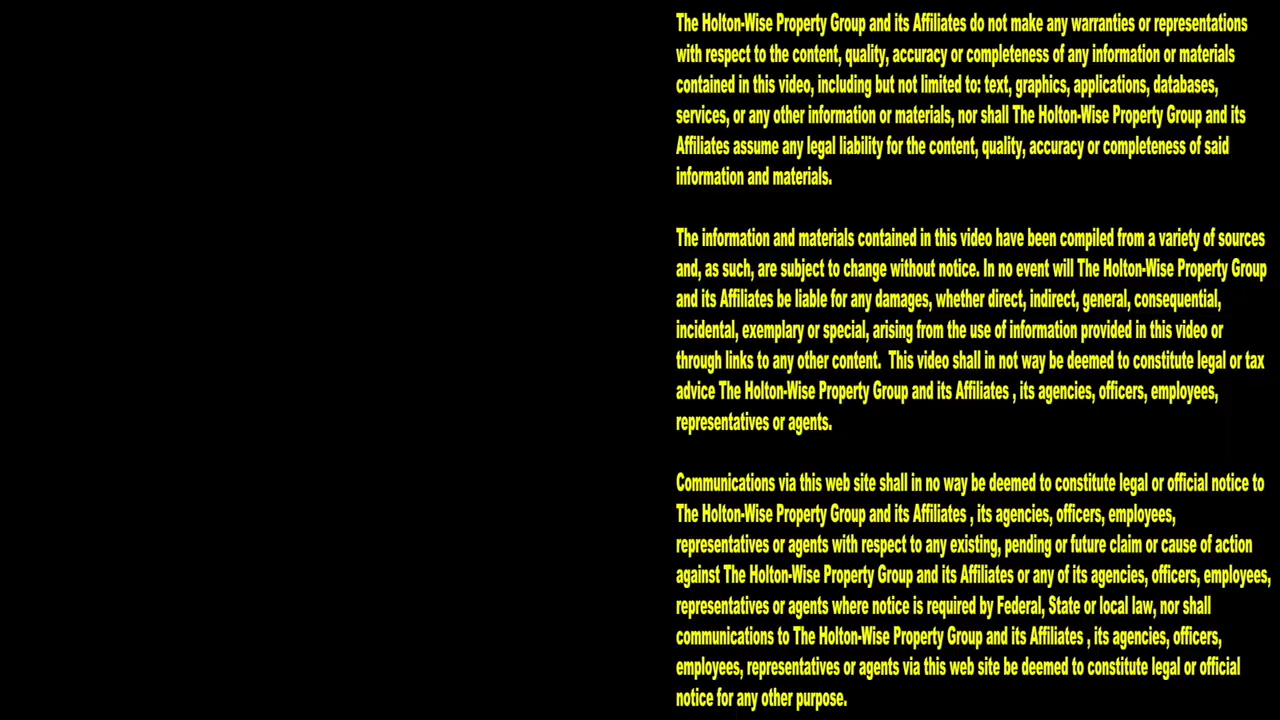 The Holton-Wise Property Group and its Affiliates do not make any warranties or representations
with respect to the content, quality, accuracy or completeness of any information or materials
contained in this video, including but not limited to: text, graphics, applications, databases,
services, or any other information or materials, nor shall The Holton-Wise Property Group and its
Affiliates assume any legal liability for the content, quality, accuracy or completeness of said
information and materials.
The information and materials contained in this video have been compiled from a variety of sources
and, as such, are subject to change without notice. In no event will The Holton-Wise Property Group
and its Affiliates be liable for any damages, whether direct, indirect, general, consequential,
incidental, exemplary or special, arising from the use of information provided in this video or
through links to any other content.  This video shall in not way be deemed to constitute legal or tax
advice The Holton-Wise Property Group and its Affiliates , its agencies, officers, employees,
representatives or agents.
Communications via this web site shall in no way be deemed to constitute legal or official notice to
The Holton-Wise Property Group and its Affiliates , its agencies, officers, employees,
representatives or agents with respect to any existing, pending or future claim or cause of action
against The Holton-Wise Property Group and its Affiliates or any of its agencies, officers, employees,
representatives or agents where notice is required by Federal, State or local law, nor shall
communications to The Holton-Wise Property Group and its Affiliates , its agencies, officers,
employees, representatives or agents via this web site be deemed to constitute legal or official
notice for any other purpose.